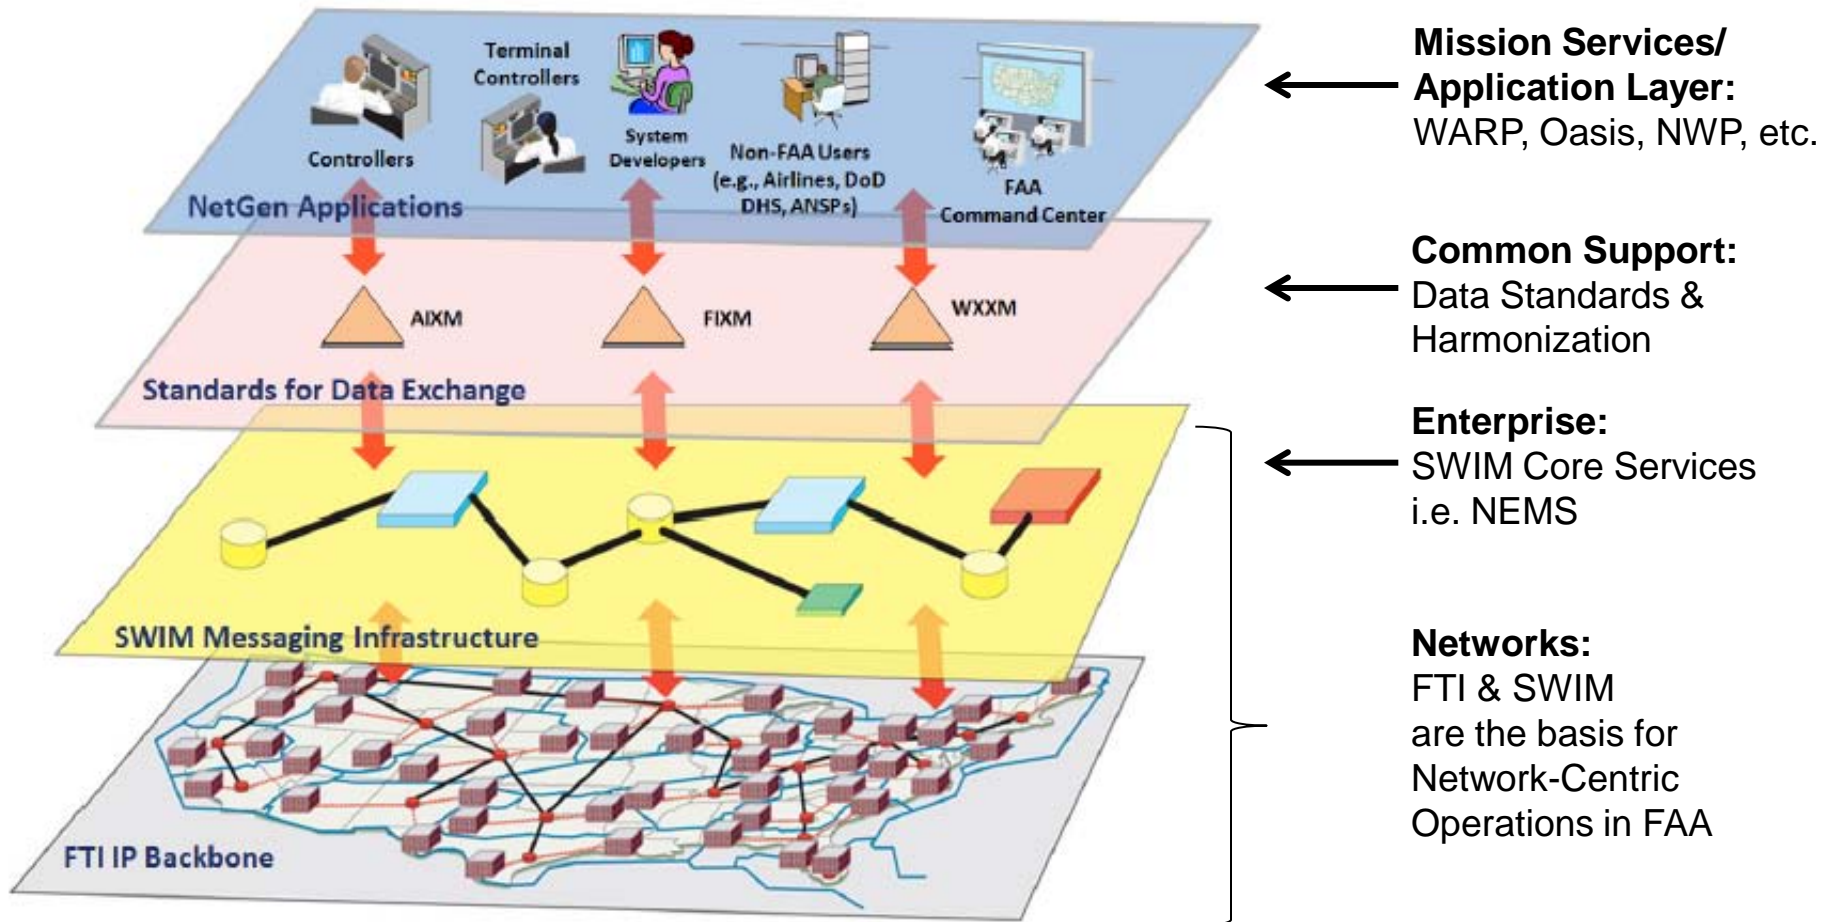 Terminal
Controllers
Controllers
System
Developers
Non-FAA Users
(e.g., Airlines, DoD
DHS, ANSPs)
FAA
Command Center
NetGen Applications
Mission Services/
Application Layer:
WARP, Oasis, NWP, etc.
AIXM
FIXM
WXXM
Standards for Data Exchange
Common Support:
Data Standards &
Harmonization
SWIM Messaging Infrastructure
Enterprise:
SWIM Core Services
i.e. NEMS
FTI IP Backbone
Networks:
FTI & SWIM
are the basis for
Network-Centric
Operations in FAA